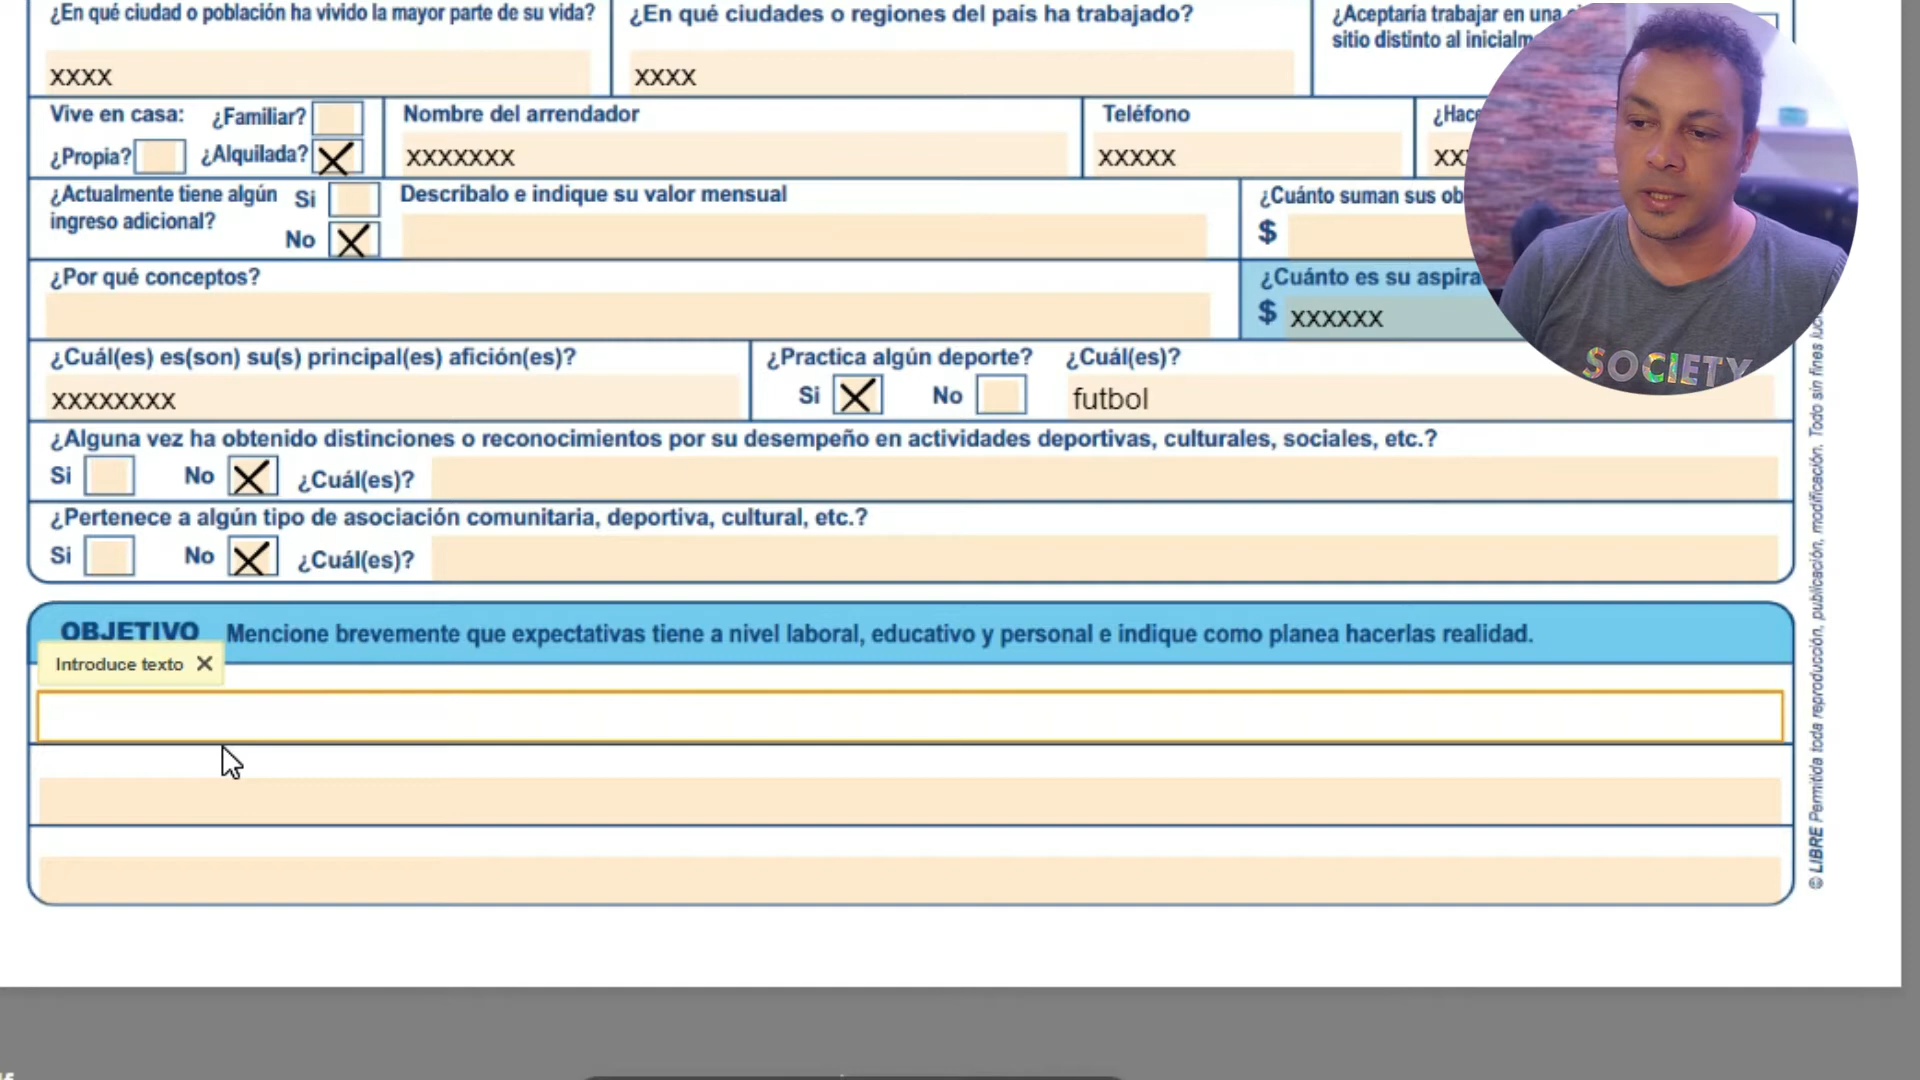 ¿En qué ciudad o población ha vivido la mayor parte de su vida?
xxxx
¿En qué ciudades o regiones del país ha trabajado?
xxxx
¿Aceptaría trabajar en una
sitio distinto al
Vive en casa: ¿Familiar?
¿Propia? ¿Alquilada? X
Nombre del arrendador
xxxxxxx
Teléfono
xxxxx
¿Actualmente tiene algún
ingreso adicional?
Si
No X
Descríbalo e indique su valor mensual
¿Cuánto suman sus
$
¿Por qué conceptos?
¿Cuánto es su
$ xxxxxx
¿Cuál(es) es(son) su(s) principal(es) afición(es)?
xxxxxxxx
¿Practica algún deporte?
Si X No
¿Cuál(es)?
futbol
¿Alguna vez ha obtenido distinciones o reconocimientos por su desempeño en actividades deportivas, culturales, sociales, etc.?
Si No X ¿Cuál(es)?
¿Pertenece a algún tipo de asociación comunitaria, deportiva, cultural, etc.?
Si No X ¿Cuál(es)?
OBJETIVO Mencione brevemente que expectativas tiene a nivel laboral, educativo y personal e indique como planea hacerlas realidad.
Introduce texto ×
© LIBRE Permitida toda reproducción, publicación, modificación. Todo sin fines
SOCIETY